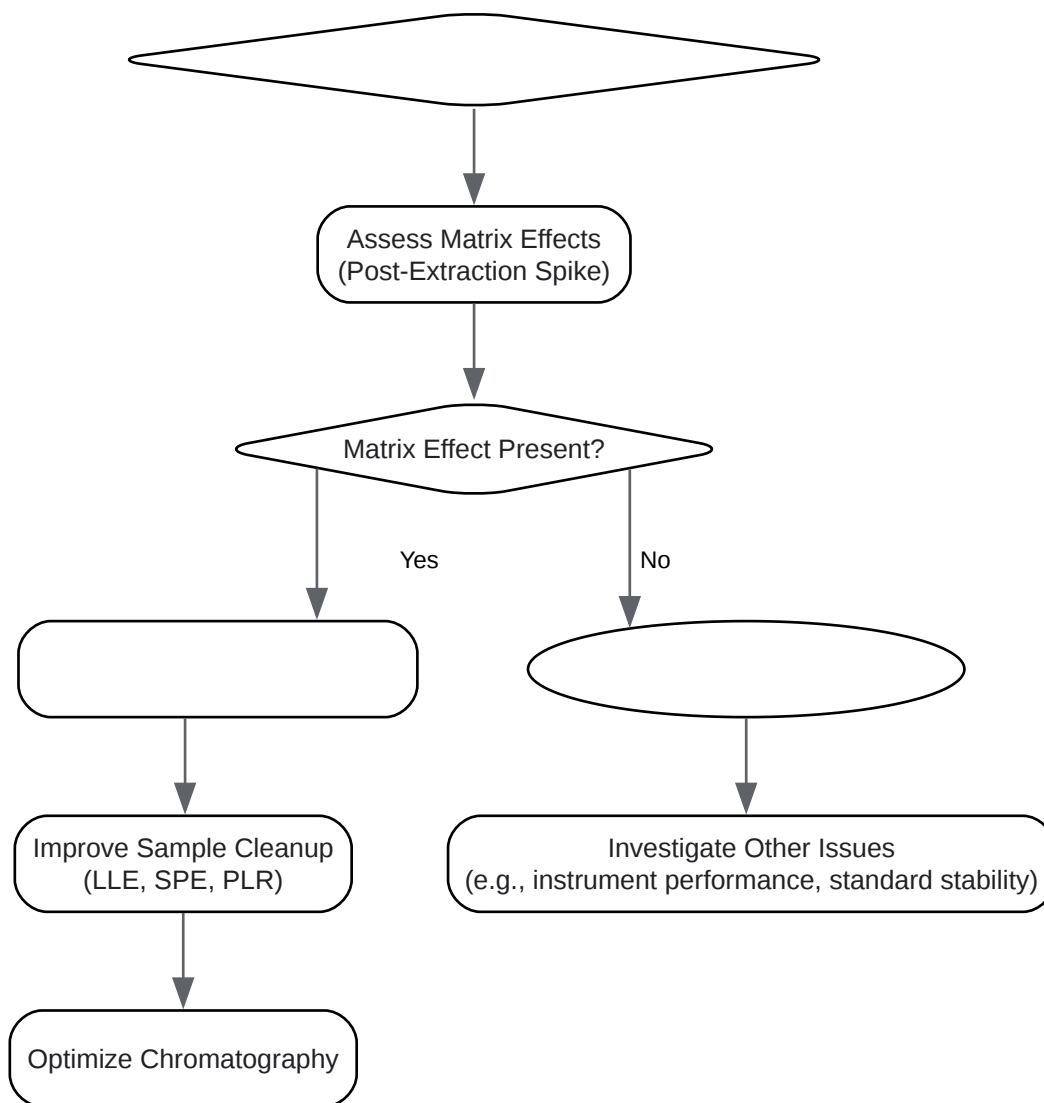 Assess Matrix Effects
(Post-Extraction Spike)
Matrix Effect Present?
Yes
No
Improve Sample Cleanup
(LLE, SPE, PLR)
Investigate Other Issues
(e.g., instrument performance, standard stability)
Optimize Chromatography